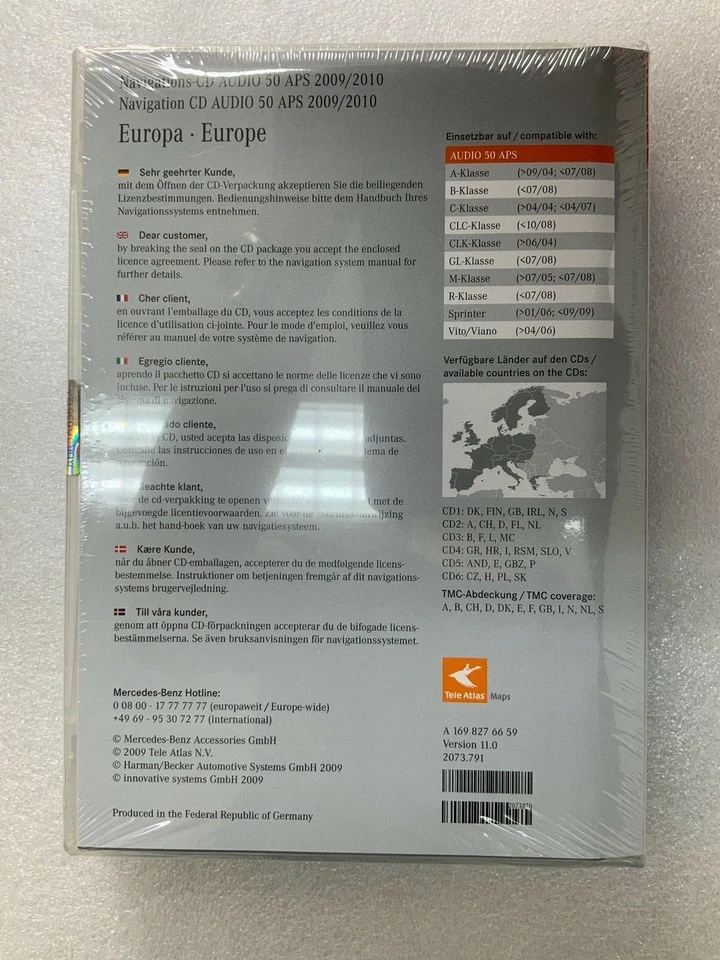 Navigations-CD AUDIO 50 APS 2009/2010
Navigation CD AUDIO 50 APS 2009/2010
Europa · Europe
Sehr geehrter Kunde,
mit dem Öffnen der CD-Verpackung akzeptieren Sie die beiliegenden
Lizenzbestimmungen. Bedienungshinweise bitte dem Handbuch Ihres
Navigationssystems entnehmen.
Dear customer,
by breaking the seal on the CD package you accept the enclosed
licence agreement. Please refer to the navigation system manual for
further details.
Cher client,
en ouvrant l'emballage du CD, vous acceptez les conditions de la
licence d'utilisation ci-jointe. Pour le mode d'emploi, veuillez vous
référer au manuel de votre système de navigation.
Egregio cliente,
aprendo il pacchetto CD si accettano le norme delle licenze che vi sono
incluse. Per le istruzioni per l'uso si prega di consultare il manuale del
sistema di navigazione.
cliente,
CD, usted acepta las adjuntas.
Consulte las instrucciones de uso en
Geachte klant,
door de cd-verpakking te openen met de
bijgevoegde licentievoorwaarden. Zie voor de gebruiksaanwijzing
a.u.b. het hand-boek van uw navigatiesysteem.
Kære Kunde,
når du åbner CD-emballagen, accepterer du de medfølgende licens-
bestemmelse. Instruktioner om betjeningen fremgår af dit navigations-
systems brugervejledning.
Till våra kunder,
genom att öppna CD-förpackningen accepterar du de bifogade licens-
bestämmelserna. Se även bruksanvisningen för navigationssystemet.
Mercedes-Benz Hotline:
0 08 00 - 17 77 77 77 (europaweit / Europe-wide)
+49 69 - 95 30 72 77 (international)
© Mercedes-Benz Accessories GmbH
© 2009 Tele Atlas N.V.
© Harman/Becker Automotive Systems GmbH 2009
© innovative systems GmbH 2009
Produced in the Federal Republic of Germany
Einsetzbar auf / compatible with:
AUDIO 50 APS
A-Klasse (>09/04; <07/08)
B-Klasse (<07/08)
C-Klasse (>04/04; <04/07)
CLC-Klasse (<10/08)
CLK-Klasse (>06/04)
GL-Klasse (<07/08)
M-Klasse (>07/05; <07/08)
R-Klasse (<07/08)
Sprinter (>01/06; <09/09)
Vito/Viano (>04/06)
Verfügbare Länder auf den CDs /
available countries on the CDs:
CD1: DK, FIN, GB, IRL, N, S
CD2: A, CH, D, FL, NL
CD3: B, F, L, MC
CD4: GR, HR, I, RSM, SLO, V
CD5: AND, E, GBZ, P
CD6: CZ, H, PL, SK
TMC-Abdeckung / TMC coverage:
A, B, CH, D, DK, E, F, GB, I, N, NL, S
Tele Atlas Maps
A 169 827 66 59
Version 11.0
2073.791